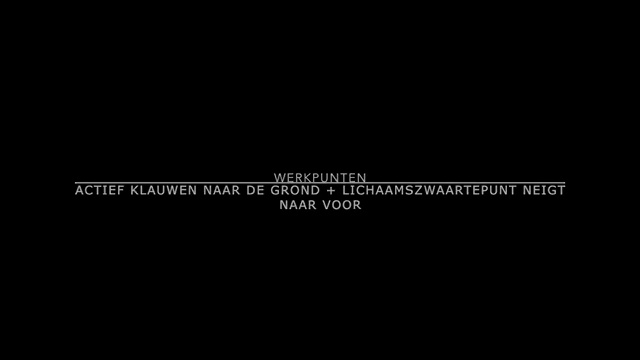 WERKPUNTEN
ACTIEF KLAUWEN NAAR DE GROND + LICHAAMSZWAARTEPUNT NEIGT
NAAR VOOR